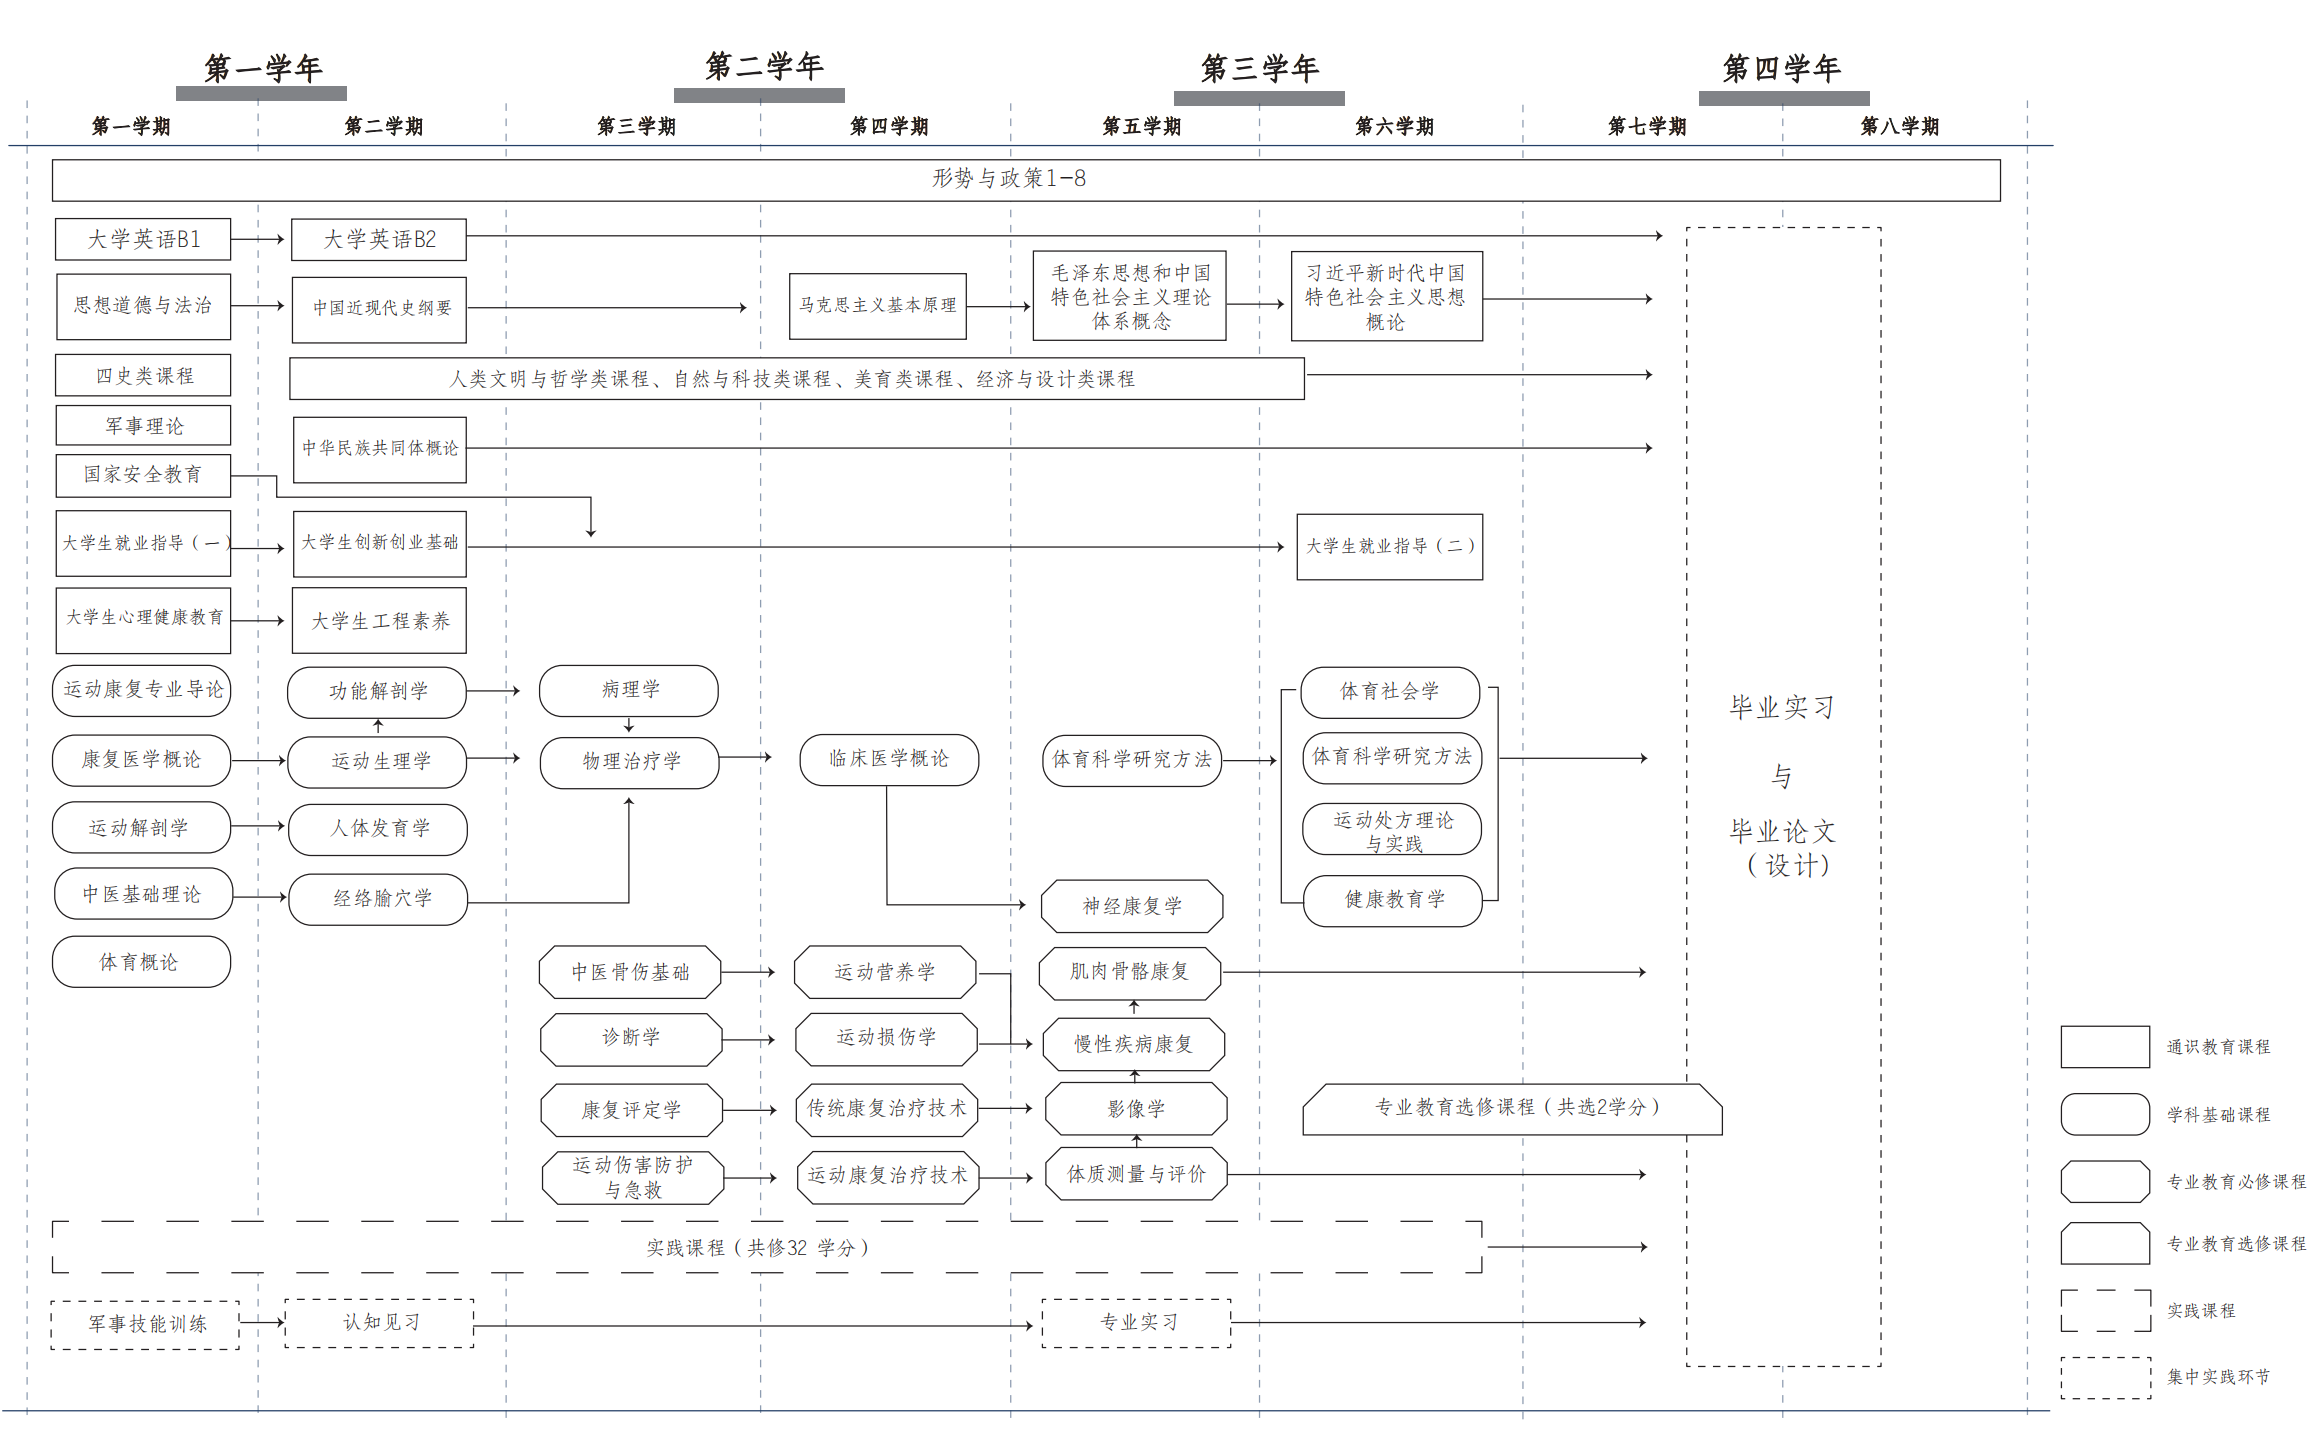 第一学年
第二学年
第三学年
第四学年
第一学期
第二学期
第三学期
第四学期
第五学期
第六学期
第七学期
第八学期
形势与政策1-8
大学英语B1
大学英语B2
思想道德与法治
中国近现代史纲要
马克思主义基本原理
毛泽东思想和中国
特色社会主义理论
体系概念
习近平新时代中国
特色社会主义思想
概论
四史类课程
人类文明与哲学类课程、自然与科技类课程、美育类课程、经济与设计类课程
军事理论
中华民族共同体概论
国家安全教育
大学生就业指导（一）
大学生创新创业基础
大学生就业指导（二）
大学生心理健康教育
大学生工程素养
运动康复专业导论
功能解剖学
病理学
体育社会学
康复医学概论
运动生理学
物理治疗学
临床医学概论
体育科学研究方法
体育科学研究方法
运动解剖学
人体发育学
运动处方理论
与实践
中医基础理论
经络腧穴学
神经康复学
健康教育学
体育概论
中医骨伤基础
运动营养学
肌肉骨骼康复
诊断学
运动损伤学
慢性疾病康复
康复评定学
传统康复治疗技术
影像学
专业教育选修课程（共选2学分）
运动伤害防护
与急救
运动康复治疗技术
体质测量与评价
实践课程（共修32 学分）
军事技能训练
认知见习
专业实习
毕业实习
与
毕业论文
（设计）
通识教育课程
学科基础课程
专业教育必修课程
专业教育选修课程
实践课程
集中实践环节